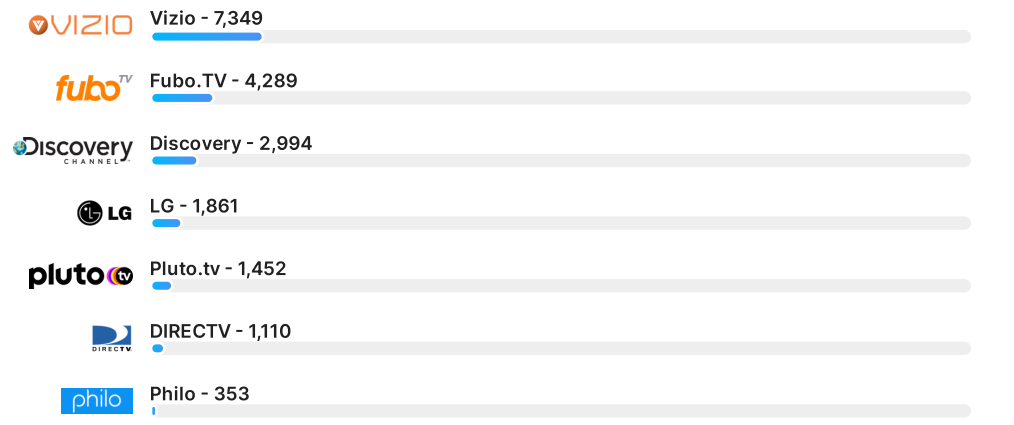 VIZIO
Vizio - 7,349
fubo TV
Fubo.TV - 4,289
Discovery
CHANNEL
Discovery - 2,994
LG
LG - 1,861
pluto tv
Pluto.tv - 1,452
DIRECTV
DIRECTV - 1,110
philo
Philo - 353